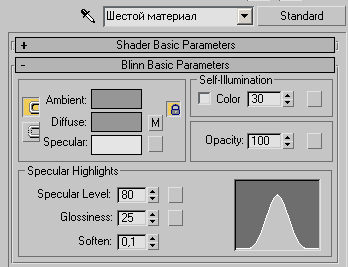 Шестой материал Standard
+ Shader Basic Parameters
- Blinn Basic Parameters
Self-Illumination
Ambient: Color 30
Diffuse: M
Specular: Opacity: 100
Specular Highlights
Specular Level: 80
Glossiness: 25
Soften: 0,1